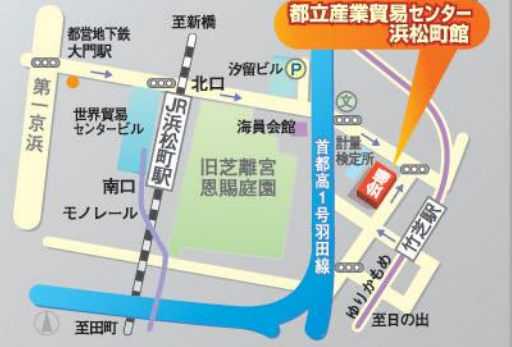 都立産業貿易センター
浜松町館
至新橋
都営地下鉄
大門駅
汐留ビル
P
北口
文
第一京浜
世界貿易
センタービル
JR浜松町駅
海員会館
計量
検定所
旧芝離宮
恩賜庭園
首都高1号羽田線
会場
南口
モノレール
竹芝駅
ゆりかもめ
至田町
至日の出